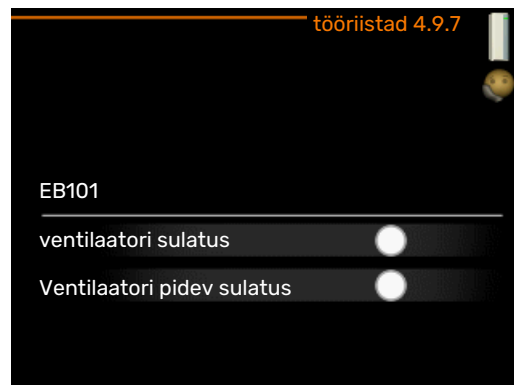 tööriistad 4.9.7
EB101
ventilaatori sulatus
Ventilaatori pidev sulatus